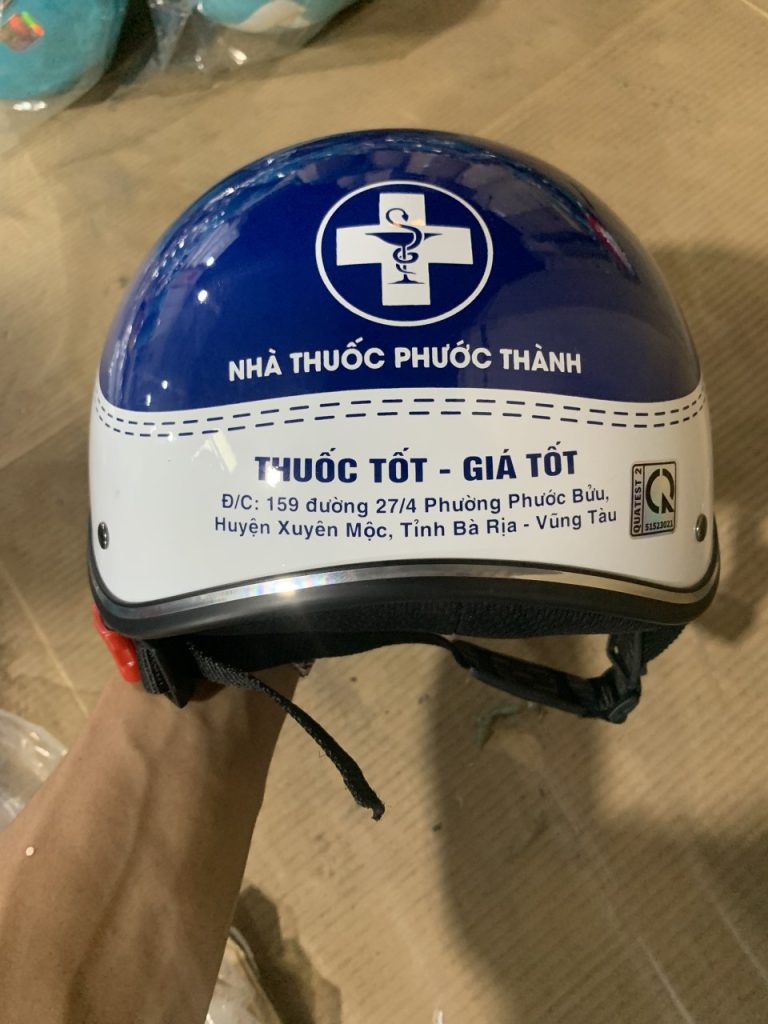 NHÀ THUỐC PHƯỚC THÀNH
THUỐC TỐT - GIÁ TỐT
Đ/C: 159 đường 27/4 Phường Phước Bửu,
Huyện Xuyên Mộc, Tỉnh Bà Rịa - Vũng Tàu
QUATEST 2
51523021